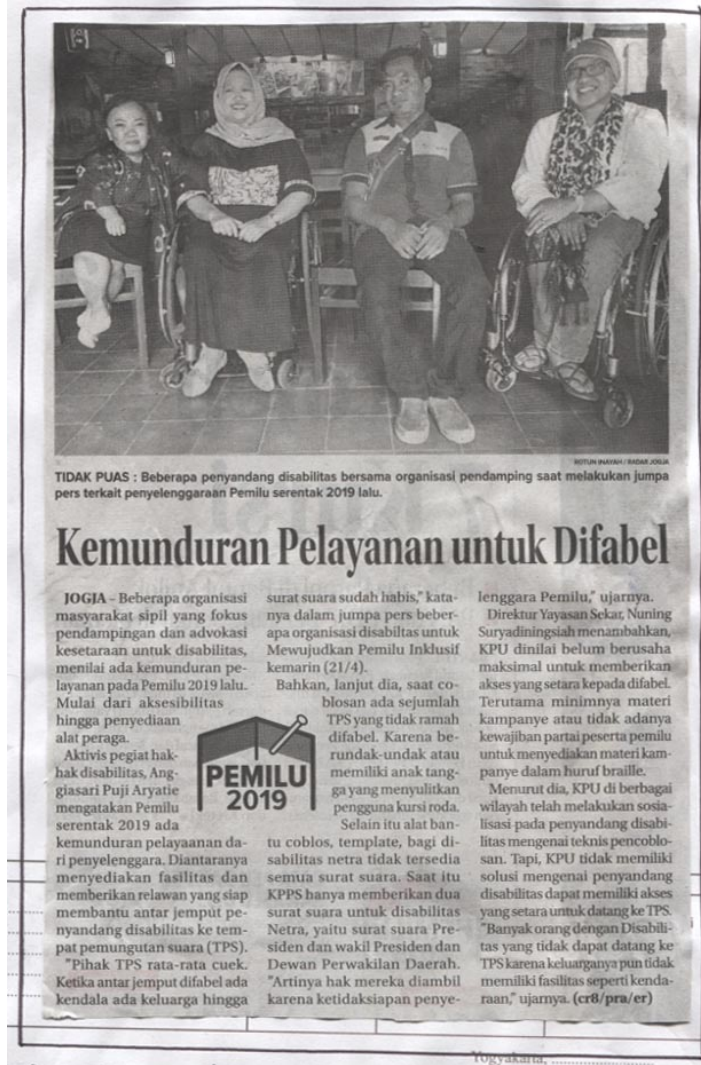 ROTUN INAYAH / RADAR JOGJA
TIDAK PUAS : Beberapa penyandang disabilitas bersama organisasi pendamping saat melakukan jumpa
pers terkait penyelenggaraan Pemilu serentak 2019 lalu.
Kemunduran Pelayanan untuk Difabel
JOGJA – Beberapa organisasi
masyarakat sipil yang fokus
pendampingan dan advokasi
kesetaraan untuk disabilitas,
menilai ada kemunduran pe-
layanan pada Pemilu 2019 lalu.
Mulai dari aksesibilitas
hingga penyediaan
alat peraga.
Aktivis pegiat hak-
hak disabilitas, Ang-
giasari Puji Aryatie
mengatakan Pemilu
serentak 2019 ada
kemunduran pelayaanan da-
ri penyelenggara. Diantaranya
menyediakan fasilitas dan
memberikan relawan yang siap
membantu antar jemput pe-
nyandang disabilitas ke tem-
pat pemungutan suara (TPS).
"Pihak TPS rata-rata cuek.
Ketika antar jemput difabel ada
kendala ada keluarga hingga
surat suara sudah habis," kata-
nya dalam jumpa pers beber-
apa organisasi disabiltas untuk
Mewujudkan Pemilu Inklusif
kemarin (21/4).
Bahkan, lanjut dia, saat co-
blosan ada sejumlah
TPS yang tidak ramah
difabel. Karena be-
rundak-undak atau
memiliki anak tang-
ga yang menyulitkan
pengguna kursi roda.
Selain itu alat ban-
tu coblos, template, bagi di-
sabilitas netra tidak tersedia
semua surat suara. Saat itu
KPPS hanya memberikan dua
surat suara untuk disabilitas
Netra, yaitu surat suara Pre-
siden dan wakil Presiden dan
Dewan Perwakilan Daerah.
"Artinya hak mereka diambil
karena ketidaksiapan penye-
lenggara Pemilu," ujarnya.
Direktur Yayasan Sekar, Nuning
Suryadiningsiah menambahkan,
KPU dinilai belum berusaha
maksimal untuk memberikan
akses yang setara kepada difabel.
Terutama minimnya materi
kampanye atau tidak adanya
kewajiban partai peserta pemilu
untuk menyediakan materi kam-
panye dalam huruf braille.
Menurut dia, KPU di berbagai
wilayah telah melakukan sosia-
lisasi pada penyandang disabi-
litas mengenai teknis pencoblo-
san. Tapi, KPU tidak memiliki
solusi mengenai penyandang
disabilitas dapat memiliki akses
yang setara untuk datang ke TPS.
"Banyak orang dengan Disabili-
tas yang tidak dapat datang ke
TPS karena keluarganya pun tidak
memiliki fasilitas seperti kenda-
raan," ujarnya. (cr8/pra/er)
PEMILU
2019
Yogyakarta,